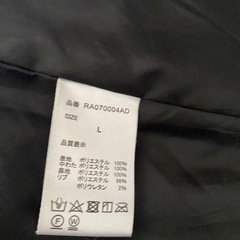 品番 RA070004AD
SIZE
L
品質表示
表地 ポリエステル 100%
中わた ポリエステル 100%
裏地 ポリエステル 100%
リブ ポリエステル 98%
ポリウレタン 2%